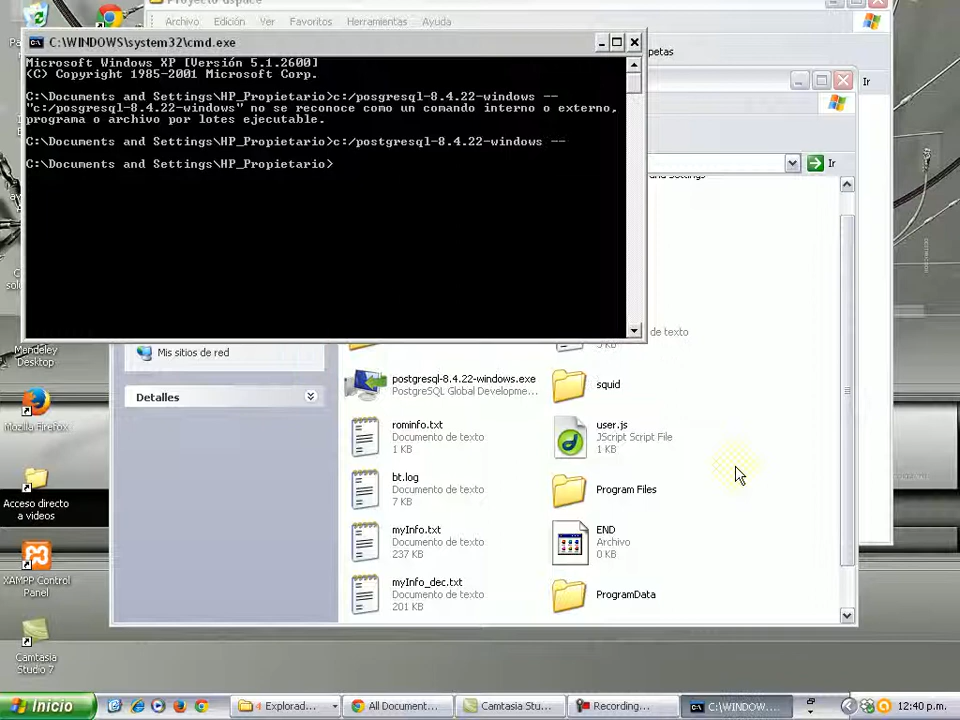 Proyecto dspace
Archivo Edición Ver Favoritos Herramientas Ayuda
C:\WINDOWS\system32\cmd.exe
Microsoft Windows XP [Versión 5.1.2600]
(C) Copyright 1985-2001 Microsoft Corp.
C:\Documents and Settings\HP_Propietario>c:/posgresql-8.4.22-windows --
"c:/posgresql-8.4.22-windows" no se reconoce como un comando interno o externo,
programa o archivo por lotes ejecutable.
C:\Documents and Settings\HP_Propietario>c:/postgresql-8.4.22-windows --
C:\Documents and Settings\HP_Propietario>
petas
Ir
Ir
de texto
Mis sitios de red
Detalles
postgresql-8.4.22-windows.exe
PostgreSQL Global Developme...
squid
rominfo.txt
Documento de texto
1 KB
user.js
JScript Script File
1 KB
bt.log
Documento de texto
7 KB
Program Files
myInfo.txt
Documento de texto
237 KB
END
Archivo
0 KB
myInfo_dec.txt
Documento de texto
201 KB
ProgramData
Mendeley
Desktop
Mozilla Firefox
Acceso directo
a videos
XAMPP Control
Panel
Camtasia
Studio 7
Inicio
4 Explorad...
All Document...
Camtasia Stu...
Recording...
C:\WINDOW...
12:40 p.m.